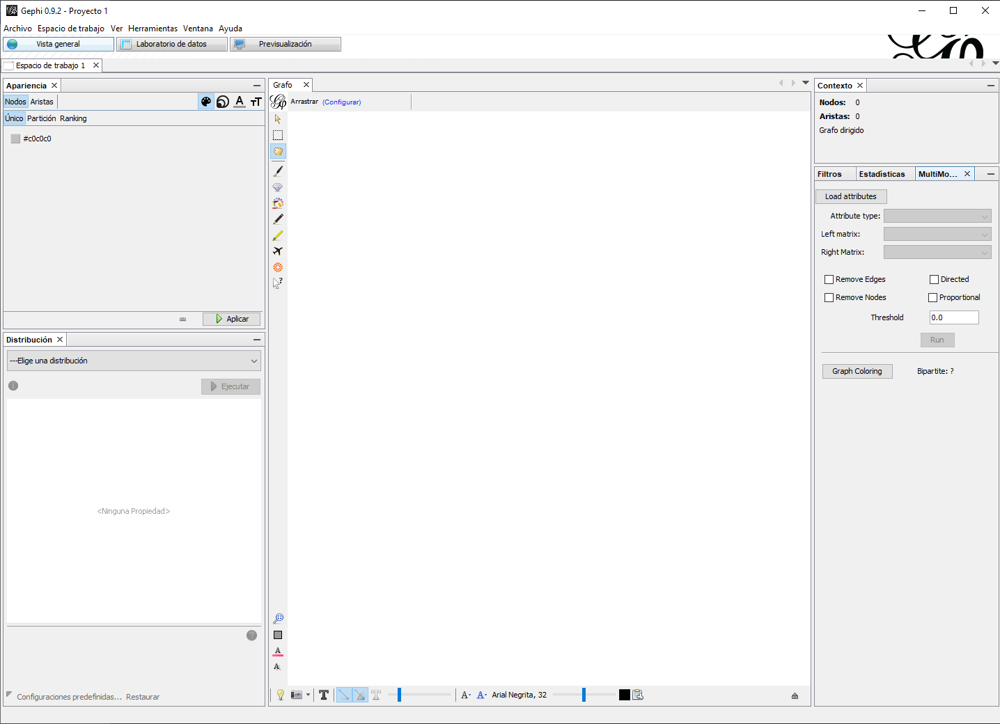 Gephi 0.9.2 - Proyecto 1
Archivo Espacio de trabajo Ver Herramientas Ventana Ayuda
Vista general Laboratorio de datos Previsualización
Espacio de trabajo 1
Apariencia
Nodos Aristas A TT
Único Partición Ranking
#c0c0c0
Aplicar
Distribución
---Elige una distribución
Ejecutar
<Ninguna Propiedad>
?
Configuraciones predefinidas... Restaurar
Grafo
Arrastrar (Configurar)
?
A
A
T T A A Arial Negrita, 32
Contexto
Nodos: 0
Aristas: 0
Grafo dirigido
Filtros Estadísticas MultiMo...
Load attributes
Attribute type:
Left matrix:
Right Matrix:
Remove Edges Directed
Remove Nodes Proportional
Threshold 0.0
Run
Graph Coloring Bipartite: ?